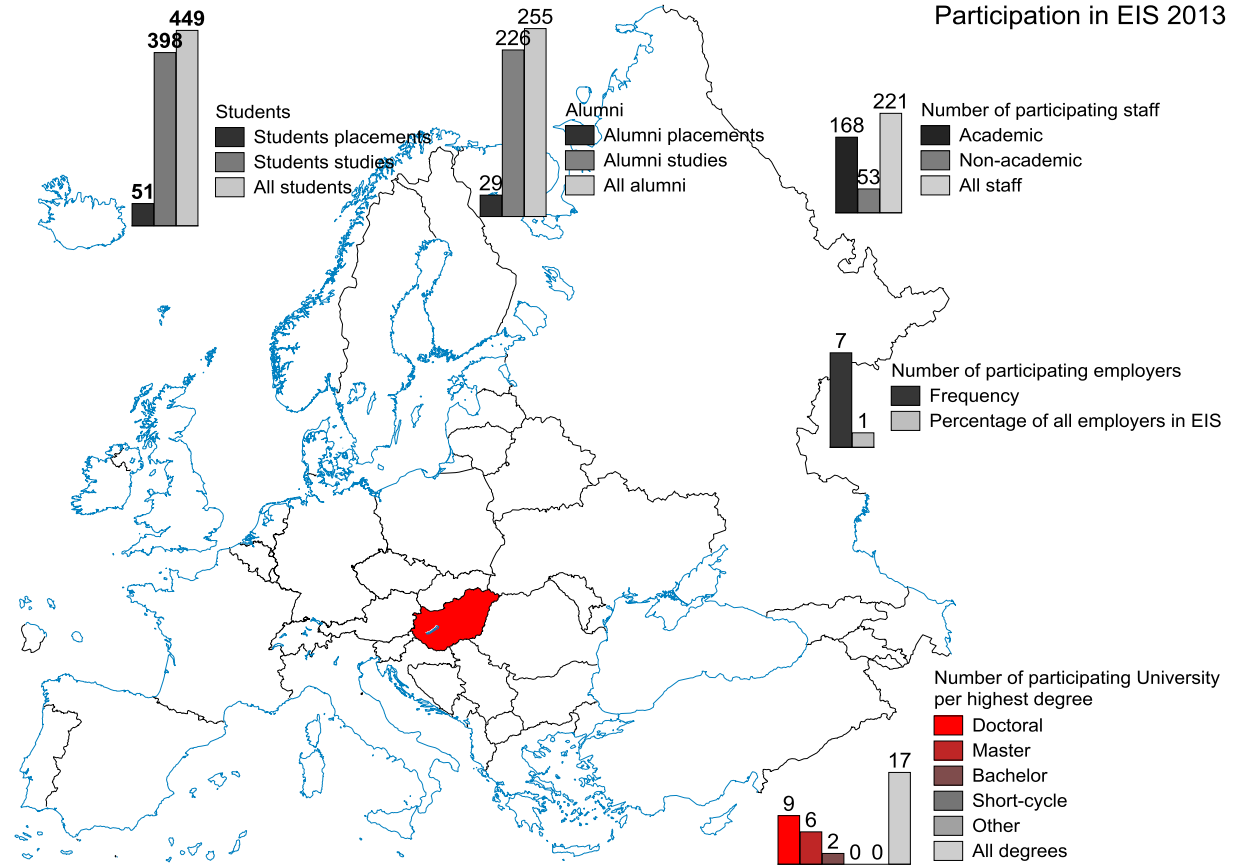 Participation in EIS 2013
449
398
51
Students
Students placements
Students studies
All students
255
226
29
Alumni
Alumni placements
Alumni studies
All alumni
221
168
53
Number of participating staff
Academic
Non-academic
All staff
7
1
Number of participating employers
Frequency
Percentage of all employers in EIS
Number of participating University
per highest degree
Doctoral
Master
Bachelor
Short-cycle
Other
All degrees
17
9
6
2
0 0